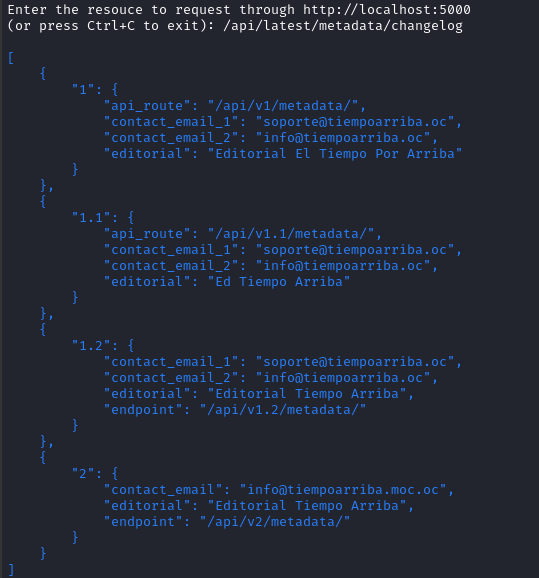 Enter the resouce to request through http://localhost:5000
(or press Ctrl+C to exit): /api/latest/metadata/changelog
[
    {
        "1": {
            "api_route": "/api/v1/metadata/",
            "contact_email_1": "soporte@tiempoarriba.oc",
            "contact_email_2": "info@tiempoarriba.oc",
            "editorial": "Editorial El Tiempo Por Arriba"
        }
    },
    {
        "1.1": {
            "api_route": "/api/v1.1/metadata/",
            "contact_email_1": "soporte@tiempoarriba.oc",
            "contact_email_2": "info@tiempoarriba.oc",
            "editorial": "Ed Tiempo Arriba"
        }
    },
    {
        "1.2": {
            "contact_email_1": "soporte@tiempoarriba.oc",
            "contact_email_2": "info@tiempoarriba.oc",
            "editorial": "Editorial Tiempo Arriba",
            "endpoint": "/api/v1.2/metadata/"
        }
    },
    {
        "2": {
            "contact_email": "info@tiempoarriba.moc.oc",
            "editorial": "Editorial Tiempo Arriba",
            "endpoint": "/api/v2/metadata/"
        }
    }
]